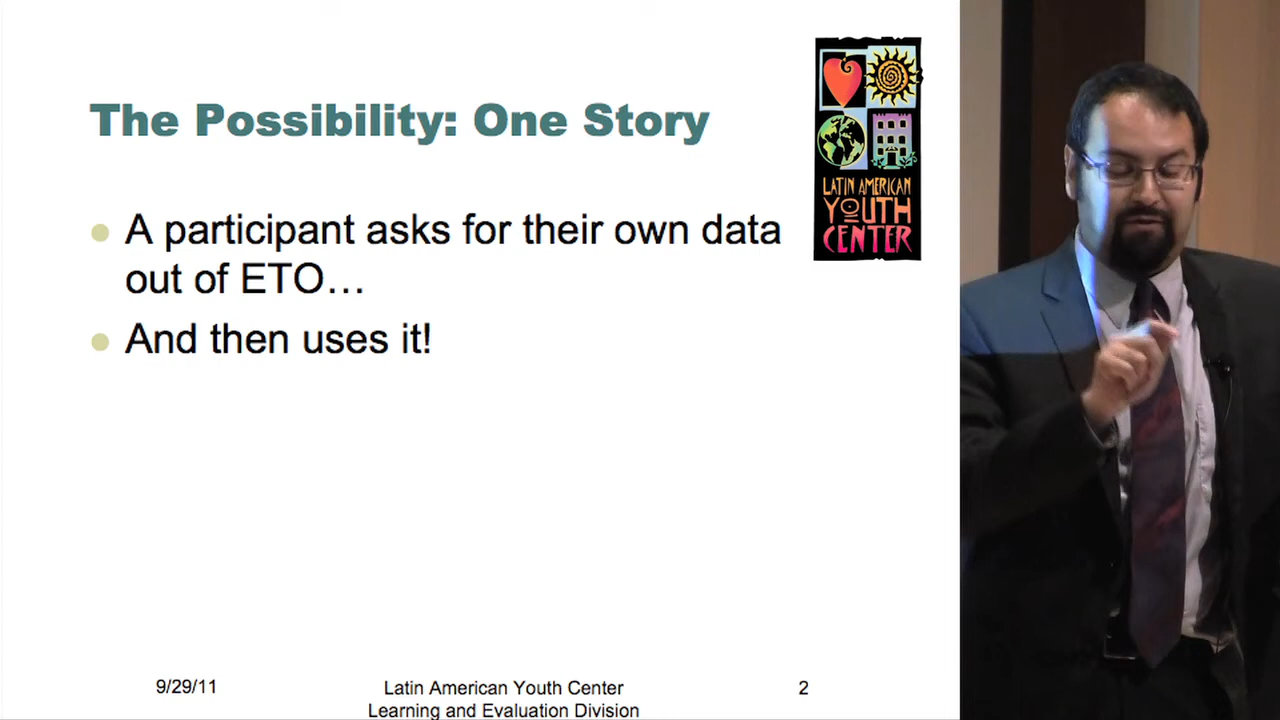 The Possibility: One Story
LATIN AMERICAN
YOUTH
CENTER
A participant asks for their own data
out of ETO…
And then uses it!
9/29/11
Latin American Youth Center
Learning and Evaluation Division
2